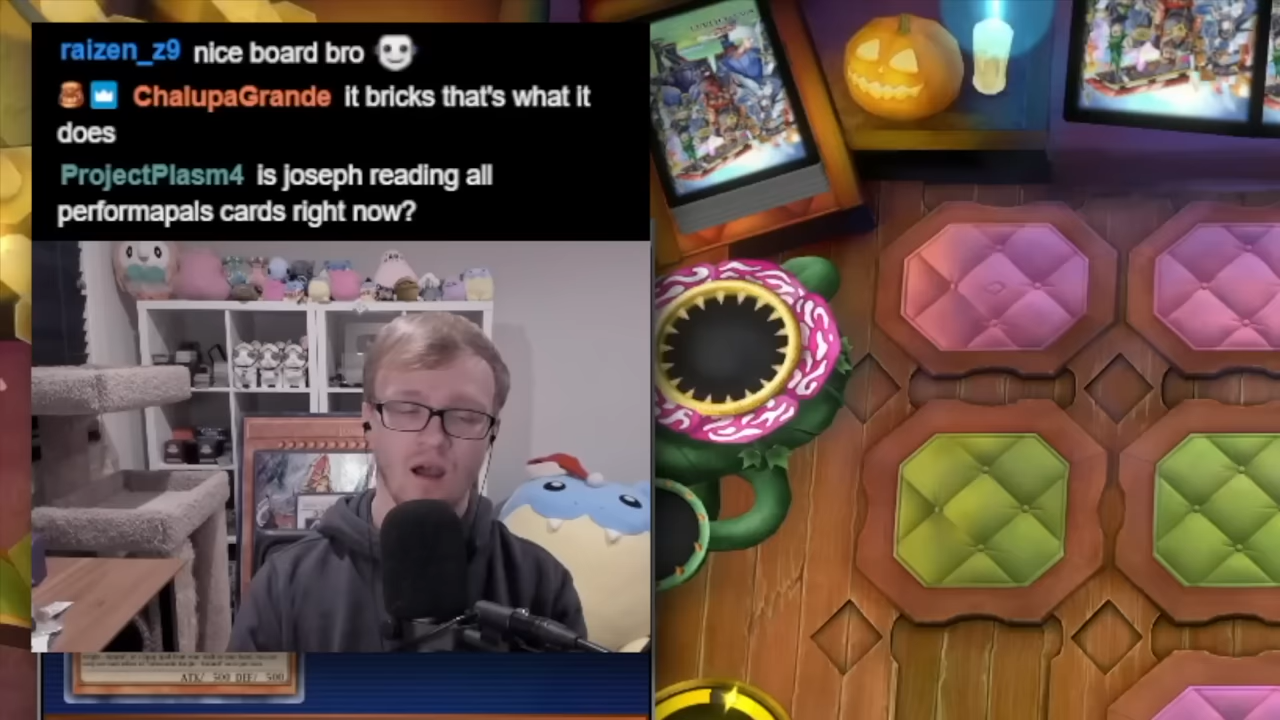 raizen_z9 nice board bro
ChalupaGrande it bricks that's what it
does
ProjectPlasm4 is joseph reading all
performapals cards right now?
ATK/ 500 DEF/ 500